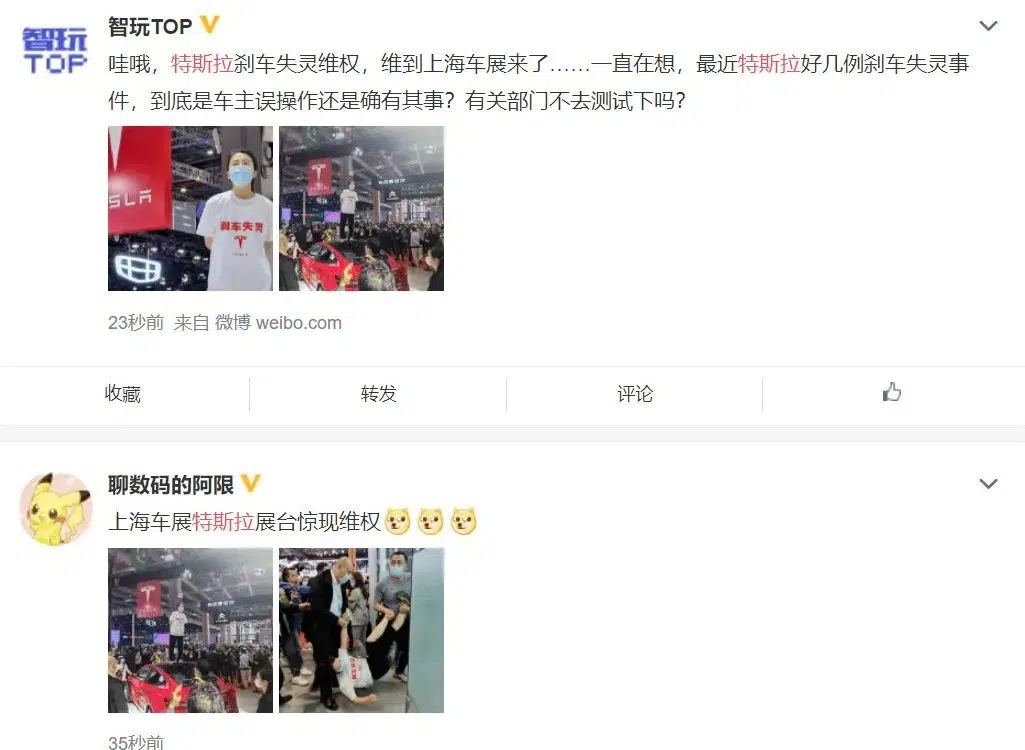 智玩
TOP
智玩TOP
哇哦，特斯拉刹车失灵维权，维到上海车展来了……一直在想，最近特斯拉好几例刹车失灵事
件，到底是车主误操作还是确有其事？有关部门不去测试下吗？
SLA
刹车失灵
23秒前 来自 微博 weibo.com
收藏
转发
评论
聊数码的阿限
上海车展特斯拉展台惊现维权
35秒前